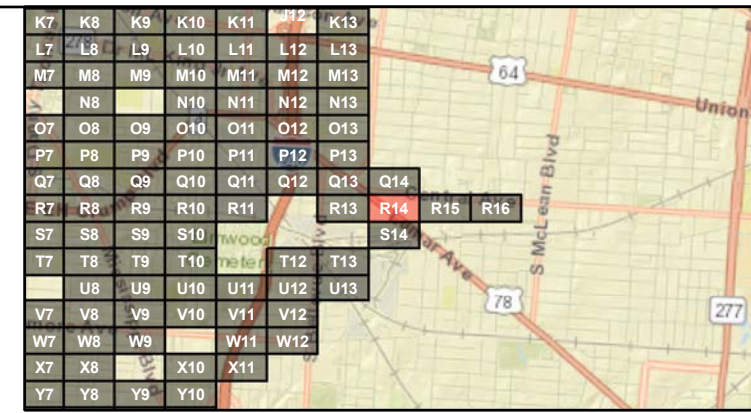 K7 K8 K9 K10 K11 J12 K13
L7 L8 L9 L10 L11 L12 L13
M7 M8 M9 M10 M11 M12 M13
64
N8 N10 N11 N12 N13
Union
O7 O8 O9 O10 O11 O12 O13
P7 P8 P9 P10 P11 P12 P13
Q7 Q8 Q9 Q10 Q11 Q12 Q13 Q14
Central Ave
R7 R8 R9 R10 R11 R13 R14 R15 R16
S McLean Blvd
S7 S8 S9 S10 S14
T7 T8 T9 T10 T12 T13
U8 U9 U10 U11 U12 U13
78
277
V7 V8 V9 V10 V11 V12
W7 W8 W9 W11 W12
X7 X8 X10 X11
Y7 Y8 Y9 Y10